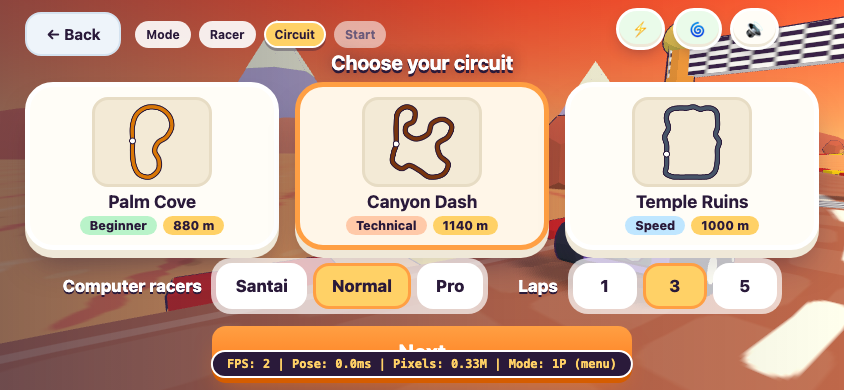 ← Back
Mode
Racer
Circuit
Start
Choose your circuit
Palm Cove
Beginner
880 m
Canyon Dash
Technical
1140 m
Temple Ruins
Speed
1000 m
Computer racers
Santai
Normal
Pro
Laps
1
3
5
Next
FPS: 2 | Pose: 0.0ms | Pixels: 0.33M | Mode: 1P (menu)